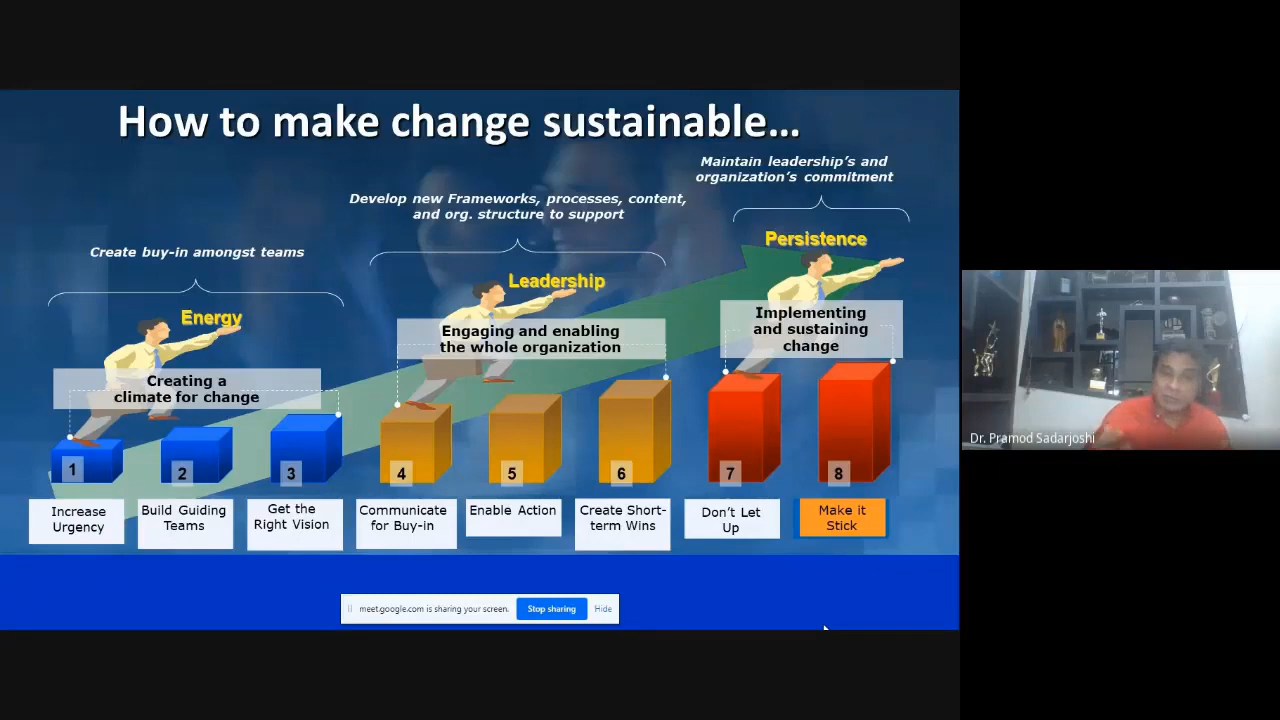 How to make change sustainable...
Maintain leadership's and
organization's commitment
Develop new Frameworks, processes, content,
and org. structure to support
Create buy-in amongst teams
Persistence
Leadership
Energy
Implementing
and sustaining
change
Engaging and enabling
the whole organization
Creating a
climate for change
1
2
3
4
5
6
7
8
Increase
Urgency
Build Guiding
Teams
Get the
Right Vision
Communicate
for Buy-in
Enable Action
Create Short-
term Wins
Don't Let
Up
Make it
Stick
meet.google.com is sharing your screen.
Stop sharing
Hide
Dr. Pramod Sadarjoshi